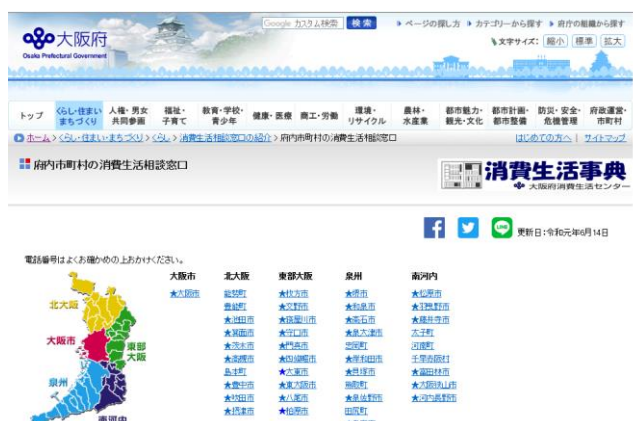 Google カスタム検索 検索 ページの探し方 カテゴリーから探す 府庁の組織から探す
大阪府
Osaka Prefectural Government
文字サイズ: 縮小 標準 拡大
トップ くらし・住まい・まちづくり 人権・男女共同参画 福祉・子育て 教育・学校・青少年 健康・医療 商工・労働 環境・リサイクル 農林・水産業 都市魅力・観光・文化 都市計画・都市整備 防災・安全・危機管理 府政運営・市町村
ホーム > くらし・住まい・まちづくり > くらし > 消費生活相談窓口の紹介 > 府内市町村の消費生活相談窓口 はじめての方へ | サイトマップ
府内市町村の消費生活相談窓口
消費生活事典
大阪府消費生活センター
LINE
更新日:令和元年6月14日
電話番号はよくお確かめの上おかけください。
大阪市 北大阪 東部大阪 泉州 南河内
★大阪市 能勢町 ★枚方市 ★堺市 ★松原市
豊能町 ★交野市 ★和泉市 ★羽曳野市
★池田市 ★寝屋川市 ★高石市 ★藤井寺市
★箕面市 ★守口市 ★泉大津市 太子町
★茨木市 ★門真市 忠岡町 河南町
★高槻市 ★四條畷市 ★岸和田市 千早赤阪村
島本町 ★大東市 ★貝塚市 ★富田林市
★豊中市 ★東大阪市 熊取町 ★大阪狭山市
★吹田市 ★八尾市 ★泉佐野市 ★河内長野市
★摂津市 ★柏原市 田尻町
北大阪
大阪市
東部大阪
泉州
南河内